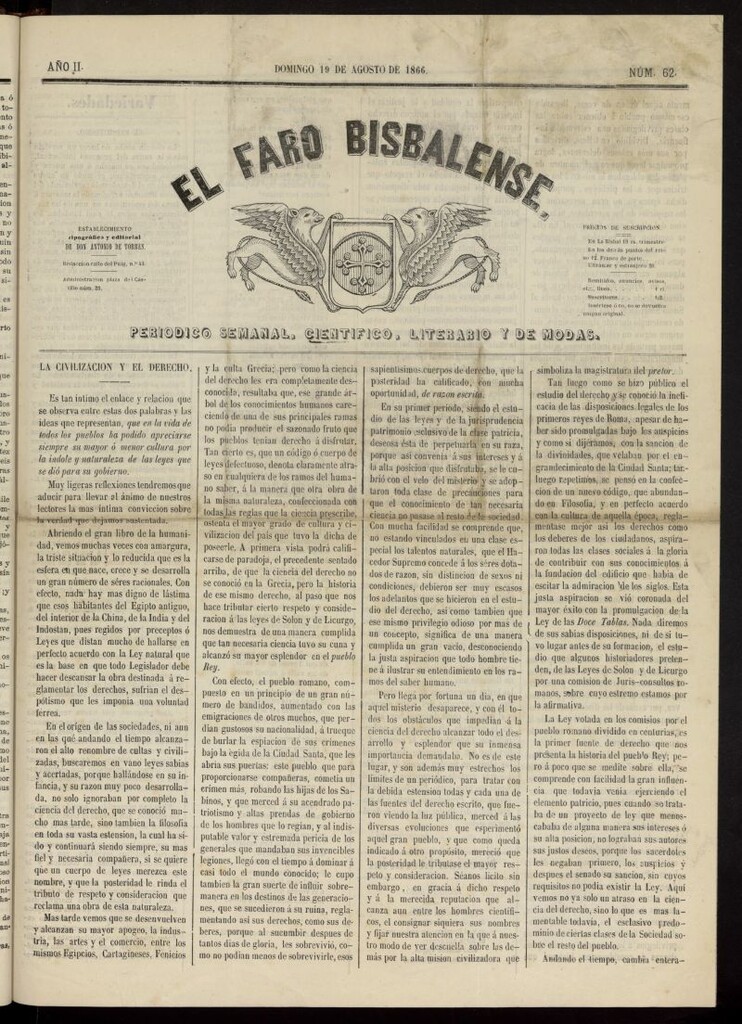 AÑO II.
DOMINGO 19 DE AGOSTO DE 1866.
NÚM. 62.
EL FARO BISBALENSE,
ESTABLECIMIENTO
tipográfico y editorial
DE DON ANTONIO DE TORRES.
Redaccion calle del Puig, n.º
Administracion plaza del Cas-
tillo núm. 21.
PRECIOS DE SUSCRIPCION.
En La Bisbal 10 rs. trimestre
En los demás puntos del rei-
no 12. Franco de porte.
Ultramar y estrangero 20.
PERIODICO SEMANAL, CIENTIFICO, LITERARIO Y DE MODAS.
LA CIVILIZACION Y EL DERECHO.
Es tan íntimo el enlace y relacion que
se observa entre estas dos palabras y las
ideas que representan, que en la vida de
todos los pueblos ha podido apreciarse
siempre su mayor ó menor cultura por
la índole y naturaleza de las leyes que
se dió para su gobierno.
Muy ligeras reflexiones tendremos que
aducir para llevar al ánimo de nuestros
lectores la mas íntima conviccion sobre
la verdad que dejamos sustentada.
Abriendo el gran libro de la humani-
dad, vemos muchas veces con amargura,
la triste situacion y lo reducida que es la
esfera en que nace, crece y se desarrolla
un gran número de séres racionales. Con
efecto, nada hay mas digno de lástima
que esos habitantes del Egipto antiguo,
del interior de la China, de la India y del
Indostan, pues regidos por preceptos ó
Leyes que distan mucho de hallarse en
perfecto acuerdo con la Ley natural que
es la base en que todo Legislador debe
hacer descansar la obra destinada á re-
glamentar los derechos, sufrian el des-
pótismo que les imponia una voluntad
ferrea.
En el orígen de las sociedades, ni aun
en las que andando el tiempo alcanza-
ron el alto renombre de cultas y civili-
zadas, buscaremos en vano leyes sabias
y acertadas, porque hallándose en su in-
fancia, y su razon muy poco desarrolla-
da, no solo ignoraban por completo la
ciencia del derecho, que se conoció mu-
cho mas tarde, sino tambien la filosofia
en toda su vasta estension, la cual ha si-
do y continuará siendo siempre, su mas
fiel y necesaria compañera, si se quiere
que un cuerpo de leyes merezca este
nombre, y que la posteridad le rinda el
tributo de respeto y consideracion que
reclama una obra de esta naturaleza.
Mas tarde vemos que se desenvuelven
y alcanzan su mayor apogeo, la indus-
tria, las artes y el comercio, entre los
mismos Egipcios, Cartagineses, Fenicios
y la culta Grecia; pero como la ciencia
del derecho les era completamente des-
conocida, resultaba que, ese grande ár-
bol de los conocimientos humanos care-
ciendo de una de sus principales ramas
no podia producir el sazonado fruto que
los pueblos tenian derecho á disfrutar.
Tan cierto es, que un código ó cuerpo de
leyes defectuoso, denota claramente atra-
so en cualquiera de los ramos del huma-
no saber, á la manera que otra obra de
la misma naturaleza, confeccionada con
todas las reglas que la ciencia prescribe,
ostenta el mayor grado de cultura y ci-
vilizacion del pais que tuvo la dicha de
poseerle. A primera vista podrá califi-
carse de paradoja, el precedente sentado
arriba, de que la ciencia del derecho no
se conoció en la Grecia, pero la historia
de ese mismo derecho, al paso que nos
hace tributar cierto respeto y conside-
racion á las leyes de Solon y de Licurgo,
nos demuestra de una manera cumplida
que tan necesaria ciencia tuvo su cuna y
alcanzó su mayor esplendor en el pueblo
Rey.
Con efecto, el pueblo romano, com-
puesto en un principio de un gran nú-
mero de bandidos, aumentado con las
emigraciones de otros muchos, que per-
dian gustosos su nacionalidad, á trueque
de burlar la espiacion de sus crímenes
bajo la egida de la Ciudad Santa, que les
abria sus puertas; este pueblo que para
proporcionarse compañeras, cometia un
crímen más, robando las hijas de los Sa-
binos, y que merced á su acendrado pa-
triotismo y altas prendas de gobierno
de los hombres que lo regian, y al indis-
putable valor y estremada pericia de los
generales que mandaban sus invencibles
legiones, llegó con el tiempo á dominar á
casi todo el mundo conocido; le cupo
tambien la gran suerte de influir sobre-
manera en los destinos de las generacio-
nes, que se sucedieron á su ruina, regla-
mentando asi sus derechos, como sus de-
beres, porque al sucumbir despues de
tantos dias de gloria, les sobrevivió, co-
mo no podian menos de sobrevivirle, esos
sapientísimos cuerpos de derecho, que la
posteridad ha calificado, con mucha
oportunidad, de razon escrita.
En su primer período, siendo el estu-
dio de las leyes y de la jurisprudencia
patrimonio esclusivo de la clase patricia,
deseosa ésta de perpetuarla en su raza,
porque asi convenia á sus intereses y á
la alta posicion que disfrutaba, se le cu-
brió con el velo del misterio y se adop-
taron toda clase de precauciones para
que el conocimiento de tan necesaria
ciencia no pasase al resto de la sociedad.
Con mucha facilidad se comprende que,
no estando vinculados en una clase es-
pecial los talentos naturales, que el Ha-
cedor Supremo concede á los séres dota-
dos de razon, sin distincion de sexos ni
condiciones, debieron ser muy escasos
los adelantos que se hicieron en el estu-
dio del derecho, asi como tambien que
ese mismo privilegio odioso por mas de
un concepto, significa de una manera
cumplida un gran vacío, desconociendo
la justa aspiracion que todo hombre tie-
ne á ilustrar su entendimiento en los ra-
mos del saber humano.
Pero llega por fortuna un dia, en que
aquel misterio desaparece, y con él to-
dos los obstáculos que impedian á la
ciencia del derecho alcanzar todo el des-
arrollo y esplendor que su inmensa
importancia demandaba. No es de este
lugar, y son además muy estrechos los
límites de un periódico, para tratar con
la debida estension todas y cada una de
las fuentes del derecho escrito, que fue-
ron viendo la luz pública, merced á las
diversas evoluciones que esperimentó
aquel gran pueblo, y que como queda
indicado á otro propósito, mereció que
la posteridad le tributase el mayor respe-
to y consideracion. Séanos lícito sin
embargo, en gracia á dicho respeto
y á la merecida reputacion que al-
canza aun entre los hombres científi-
cos, el consignar siquiera sus nombres
y fijar nuestra atencion en la que á nues-
tro modo de ver descuella sobre las de-
más por la alta mision civilizadora que
simboliza la magistratura del pretor.
Tan luego como se hizo público el
estudio del derecho y se conoció la inefi-
cacia de las disposiciones legales de los
primeros reyes de Roma, apesar de ha-
ber sido promulgadas bajo los auspicios
y como si dijéramos, con la sancion de
la divinidades, que velaban por el en-
grandecimiento de la Ciudad Santa; tan
luego repetimos, se pensó en la confec-
cion de un nuevo código, que abundan-
do en Filosofía, y en perfecto acuerdo
con la cultura de aquella época, regla-
mentase mejor asi los derechos como
los deberes de los ciudadanos, aspira-
ron todas las clases sociales á la gloria
de contribuir con sus conocimientos á
la fundacion del edificio que habia de
escitar la admiracion de los siglos. Esta
justa aspiracion se vió coronada del
mayor éxito con la promulgacion de la
Ley de las Doce Tablas. Nada diremos
de sus sabias disposiciones, ni de si tu-
vo lugar antes de su formacion, el estu-
dio que algunos historiadores preten-
den, de las Leyes de Solon y de Licurgo
por una comision de Juris-consultos ro-
manos, sobre cuyo estremo estamos por
la afirmativa.
La Ley votada en los comisios por el
pueblo romano dividido en centurias, es
la primer fuente de derecho que nos
presenta la historia del pueblo Rey; pe-
ró á poco que se medite sobre ella, se
comprende con facilidad la gran influen-
cia que todavia venia ejerciendo el
elemento patricio, pues cuando so trata-
ba de un proyecto de ley que menos-
cababa de alguna manera sus intereses ó
su alta posicion, no lograban sus autores
sus justos deseos, porque los sacerdotes
les negaban primero, los auspicios y
despues el senado su sancion, sin cuyos
requisitos no podia existir la Ley. Aqui
vemos no ya solo un atraso en la cien-
cia del derecho, sino lo que es mas la-
mentable todavia, el esclusivo predo-
minio de ciertas clases de la Sociedad so-
bre el resto del pueblo.
Andando el tiempo, cambia entera-